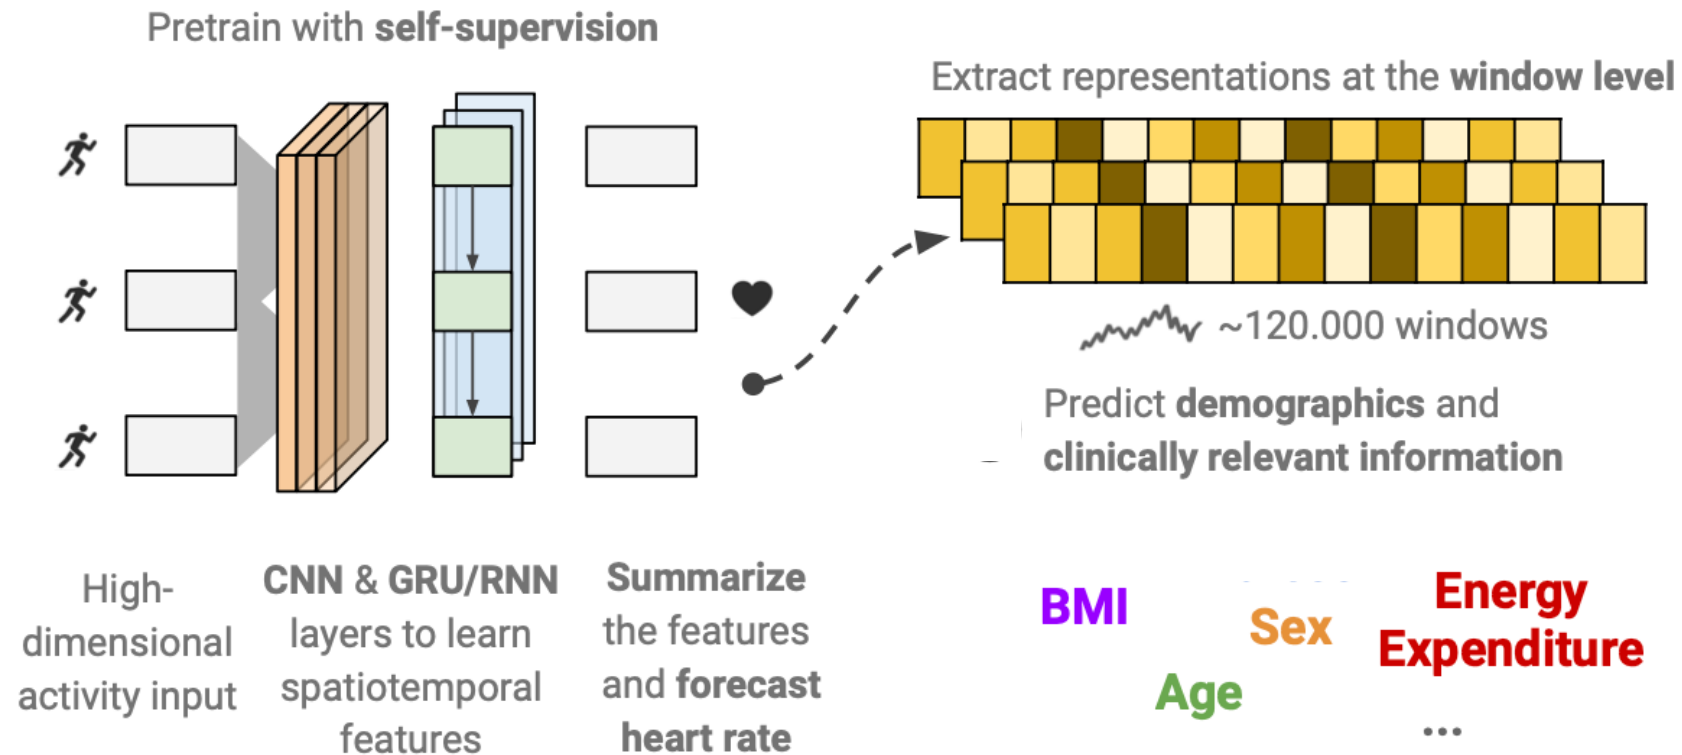 Pretrain with self-supervision
Extract representations at the window level
~120.000 windows
Predict demographics and
clinically relevant information
High-
dimensional
activity input
CNN & GRU/RNN
layers to learn
spatiotemporal
features
Summarize
the features
and forecast
heart rate
BMI
Sex
Age
Energy
Expenditure
...